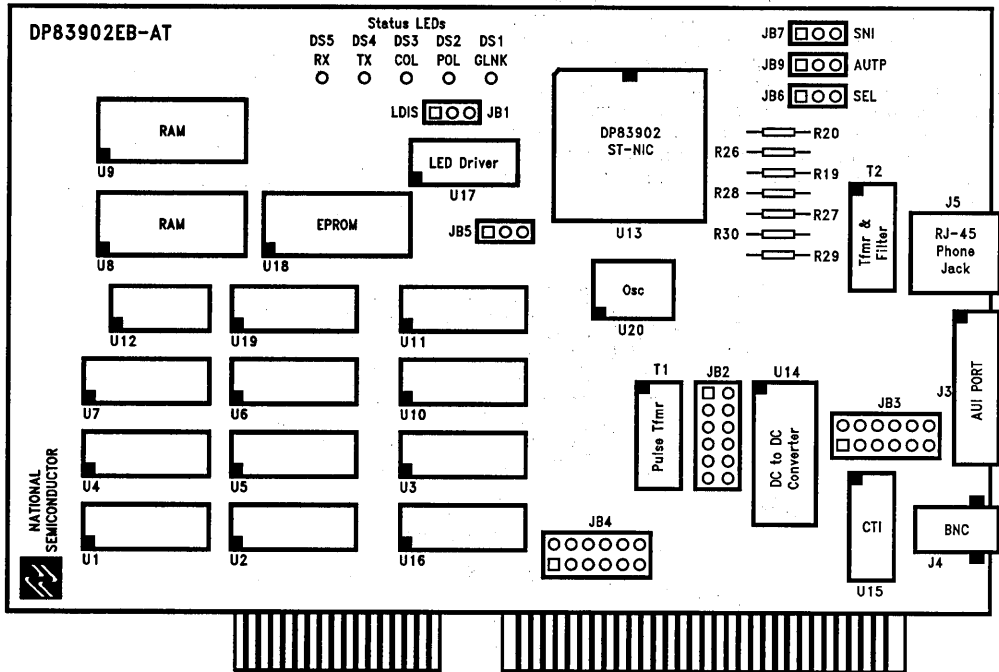 DP83902EB-AT
Status LEDs
DS5 DS4 DS3 DS2 DS1
RX TX COL POL GLNK
JB7 SNI
JB9 AUTP
JB6 SEL
LDIS JB1
RAM
U9
LED Driver
U17
DP83902
ST-NIC
U13
R20
R26
R19
R28
R27
R30
R29
T2
Tfmr &
Filter
J5
RJ-45
Phone
Jack
RAM
U8
EPROM
U18
JB5
Osc
U20
U12
U19
U11
U7
U6
U10
T1
Pulse Tfmr
JB2
U14
DC to DC
Converter
JB3
J3
AUI PORT
U4
U5
U3
NATIONAL
SEMICONDUCTOR
U1
U2
U16
JB4
CTI
U15
BNC
J4